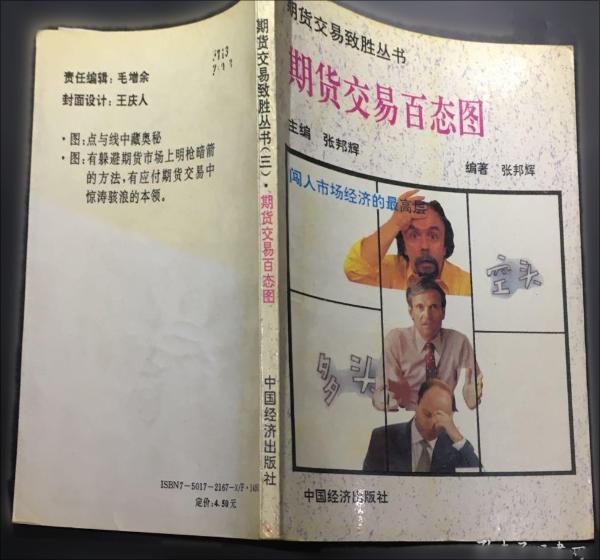 责任编辑：毛增余
封面设计：王庆人
·图：点与线中藏奥秘
·图：有躲避期货市场上明枪暗箭
的方法，有应付期货交易中
惊涛骇浪的本领。
ISBN7-5017-2167-X/F·
定价：4.50元
期货交易致胜丛书（三）·期货交易百态图
中国经济出版社
期货交易致胜丛书
期货交易百态图
主编 张邦辉
编著 张邦辉
闯入市场经济的最高层
空头
多头
中国经济出版社